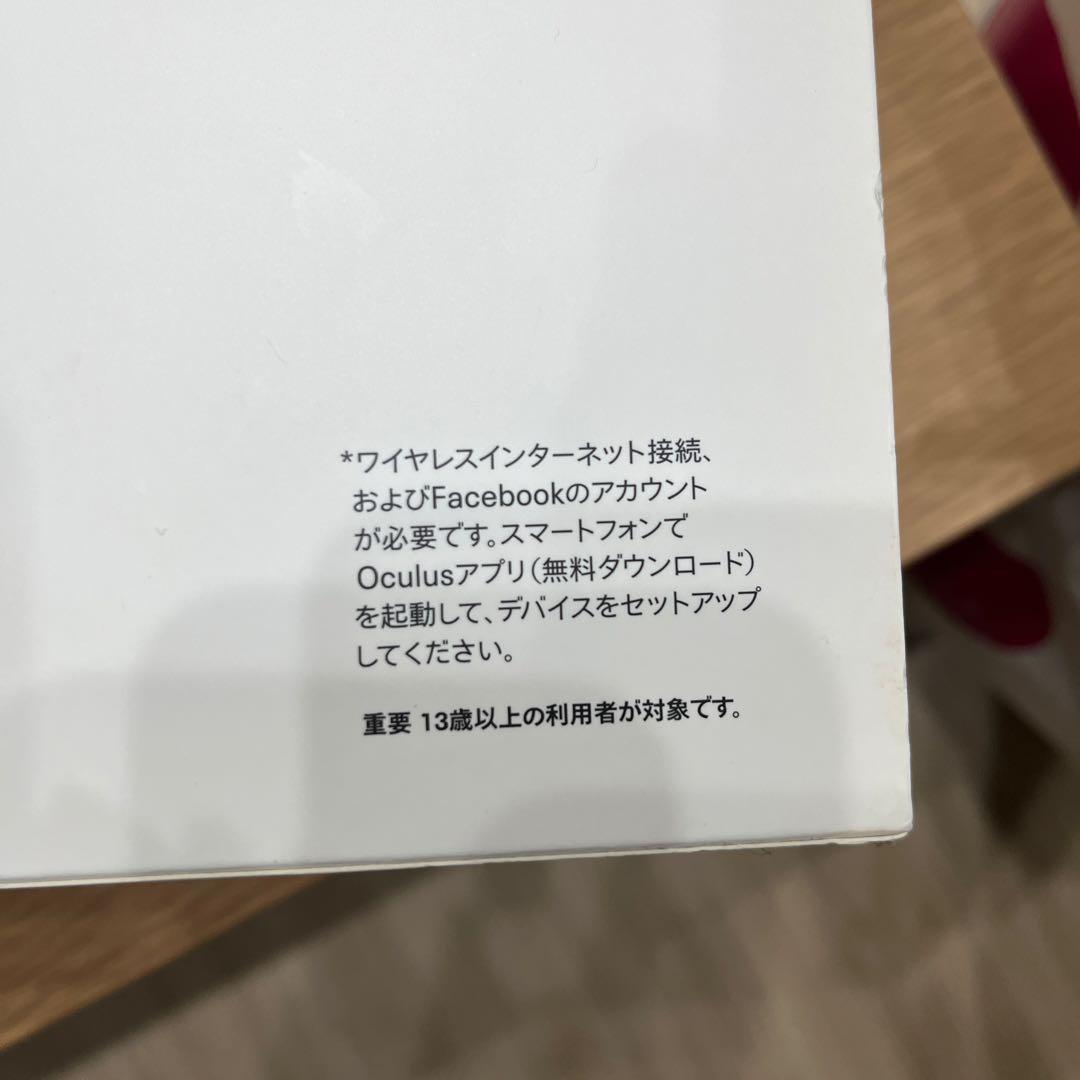 *ワイヤレスインターネット接続、
およびFacebookのアカウント
が必要です。スマートフォンで
Oculusアプリ(無料ダウンロード)
を起動して、デバイスをセットアップ
してください。
重要 13歳以上の利用者が対象です。